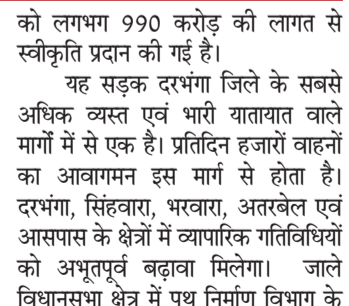 को लगभग 990 करोड़ की लागत से
स्वीकृति प्रदान की गई है।
यह सड़क दरभंगा जिले के सबसे
अधिक व्यस्त एवं भारी यातायात वाले
मार्गों में से एक है। प्रतिदिन हजारों वाहनों
का आवागमन इस मार्ग से होता है।
दरभंगा, सिंहवारा, भरवारा, अतरबेल एवं
आसपास के क्षेत्रों में व्यापारिक गतिविधियों
को अभूतपूर्व बढ़ावा मिलेगा। जाले
विधानसभा क्षेत्र में पथ निर्माण विभाग के